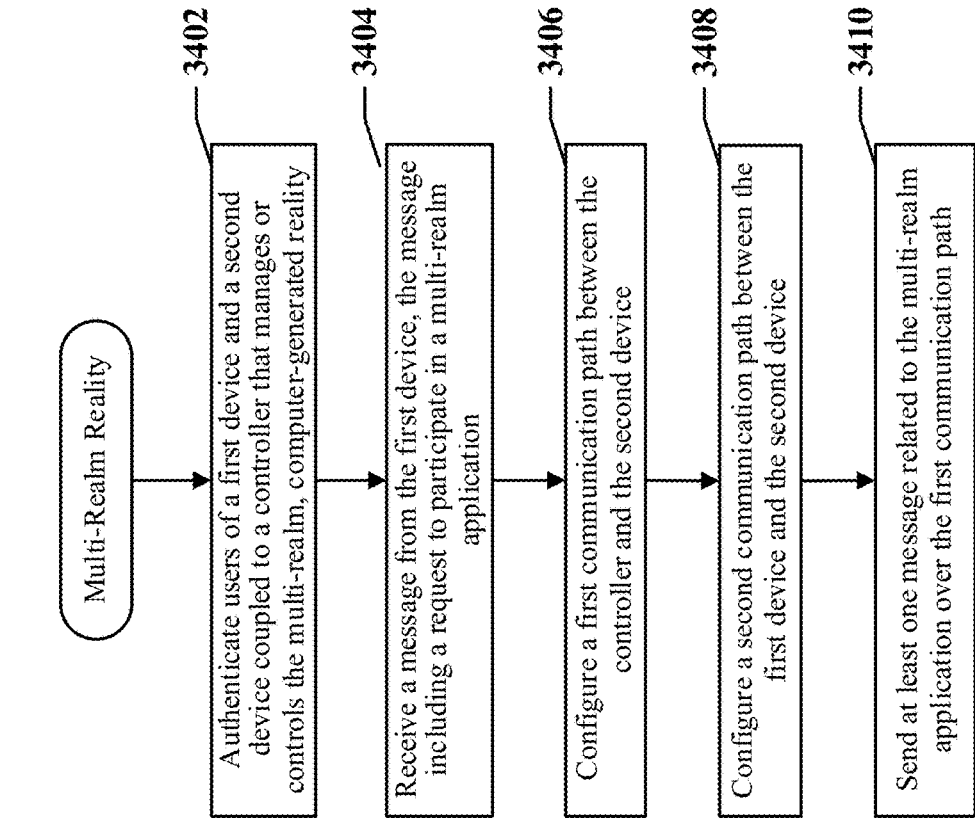 Multi-Realm Reality
3402
Authenticate users of a first device and a second
device coupled to a controller that manages or
controls the multi-realm, computer-generated reality
3404
Receive a message from the first device, the message
including a request to participate in a multi-realm
application
3406
Configure a first communication path between the
controller and the second device
3408
Configure a second communication path between the
first device and the second device
3410
Send at least one message related to the multi-realm
application over the first communication path